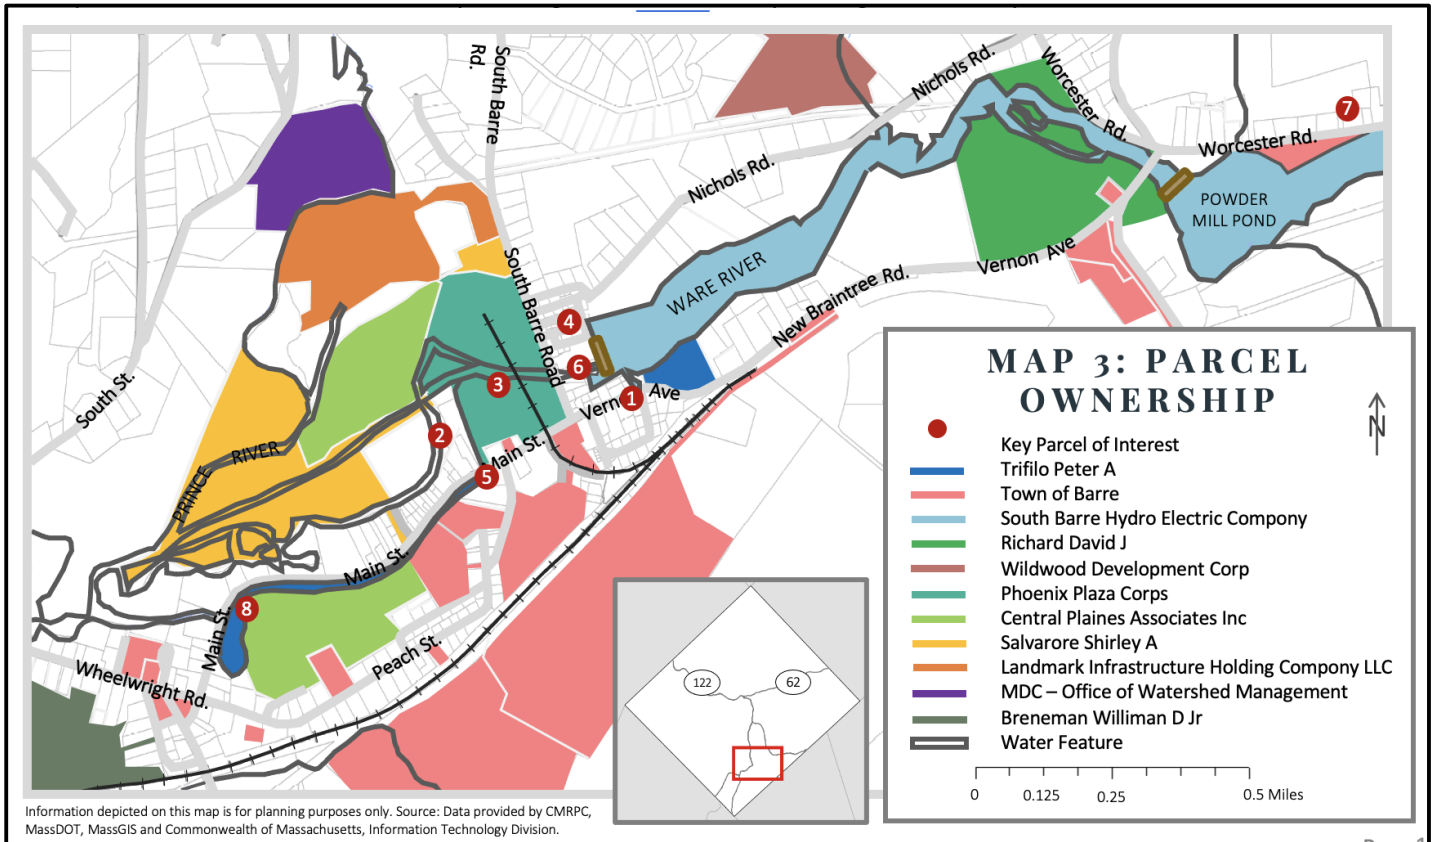 South Barre
Rd.
Nichols Rd.
Worcester Rd.
7
Worcester Rd.
Nichols Rd.
POWDER
MILL POND
Vernon Ave
South Barre Road
WARE RIVER
New Braintree Rd.
4
6
3
1
Vernon Ave
South St.
2
Main St.
5
PRINCE RIVER
Main St.
8
Main St.
Peach St.
Wheelwright Rd.
122
62
MAP 3: PARCEL
OWNERSHIP
N
Key Parcel of Interest
Trifilo Peter A
Town of Barre
South Barre Hydro Electric Compony
Richard David J
Wildwood Development Corp
Phoenix Plaza Corps
Central Plaines Associates Inc
Salvarore Shirley A
Landmark Infrastructure Holding Company LLC
MDC – Office of Watershed Management
Breneman Williman D Jr
Water Feature
0 0.125 0.25 0.5 Miles
Information depicted on this map is for planning purposes only. Source: Data provided by CMRPC,
MassDOT, MassGIS and Commonwealth of Massachusetts, Information Technology Division.